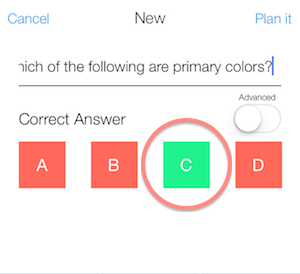 Cancel New Plan it
hich of the following are primary colors?
Advanced
Correct Answer
A B C D